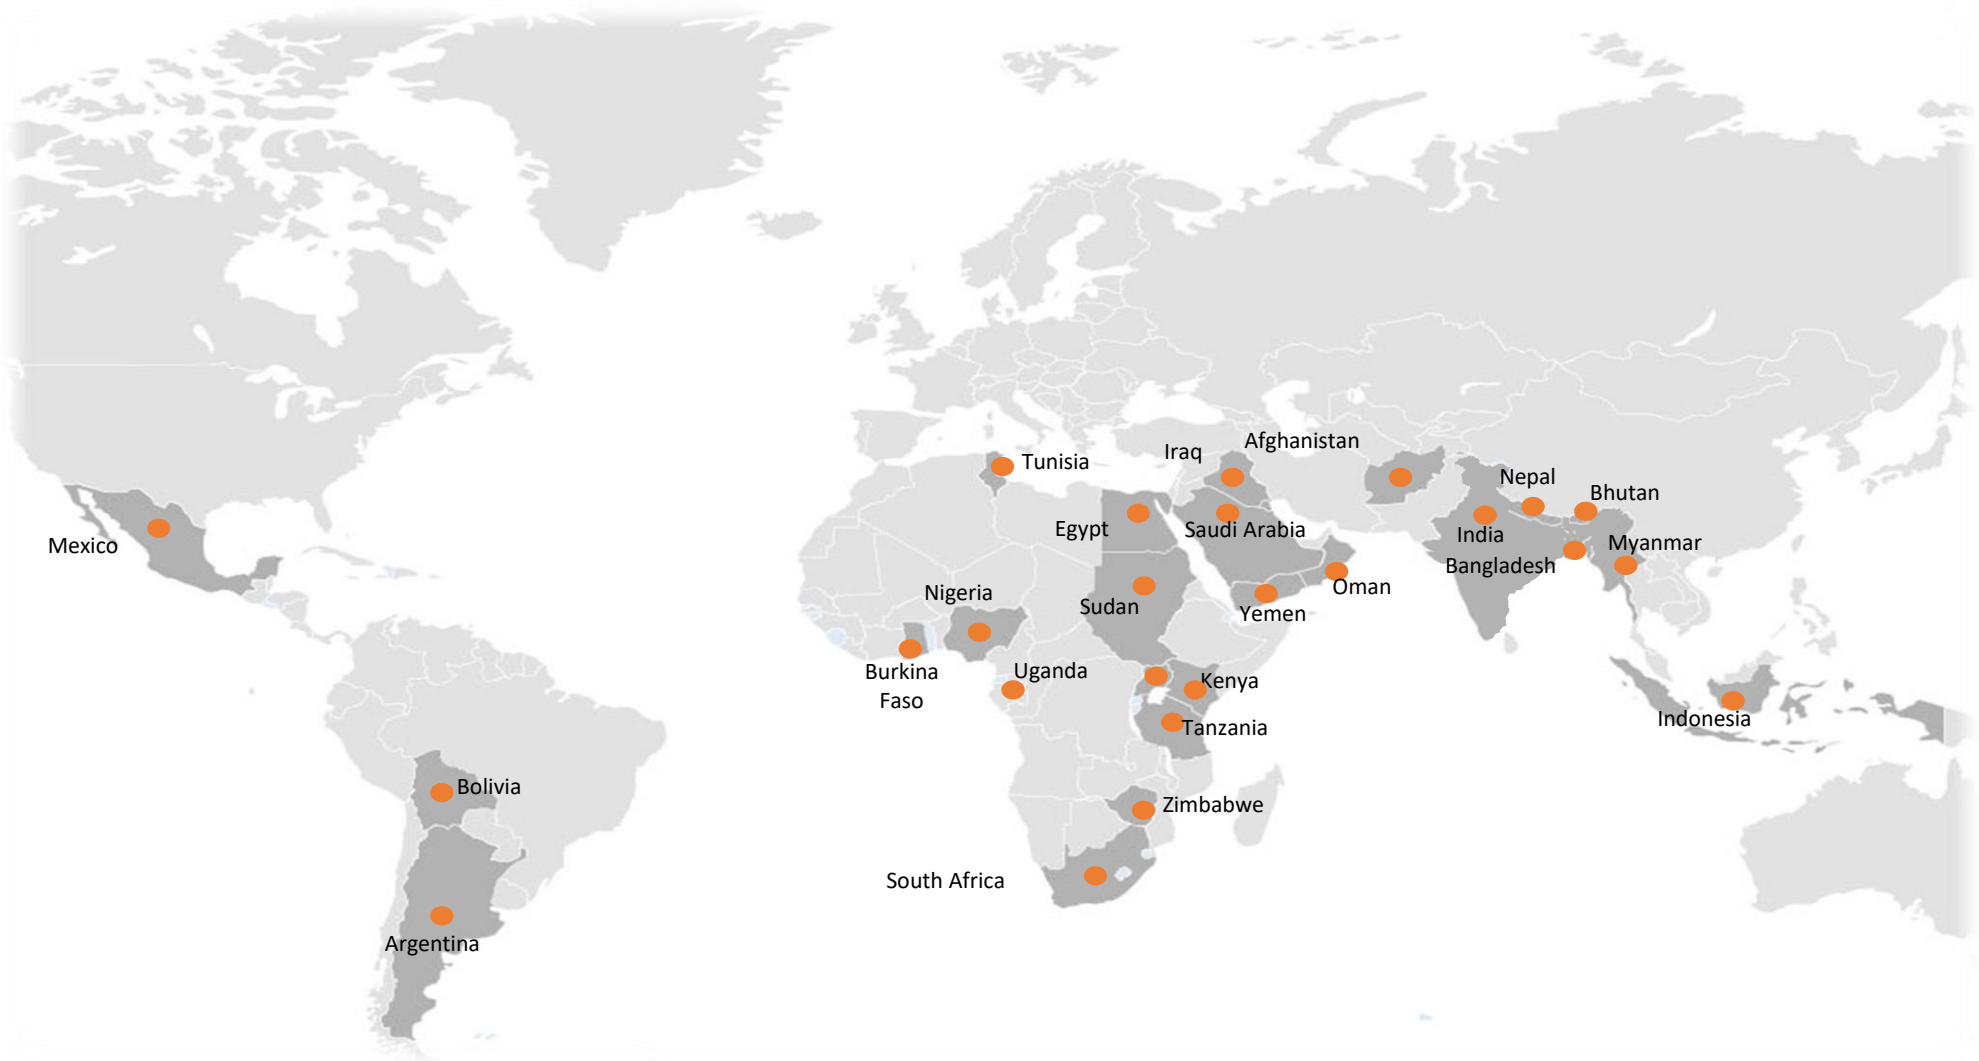 Afghanistan
Iraq
Tunisia
Nepal
Bhutan
Egypt
Saudi Arabia
India
Mexico
Myanmar
Bangladesh
Oman
Nigeria
Sudan
Yemen
Burkina
Faso
Uganda
Kenya
Indonesia
Tanzania
Bolivia
Zimbabwe
South Africa
Argentina